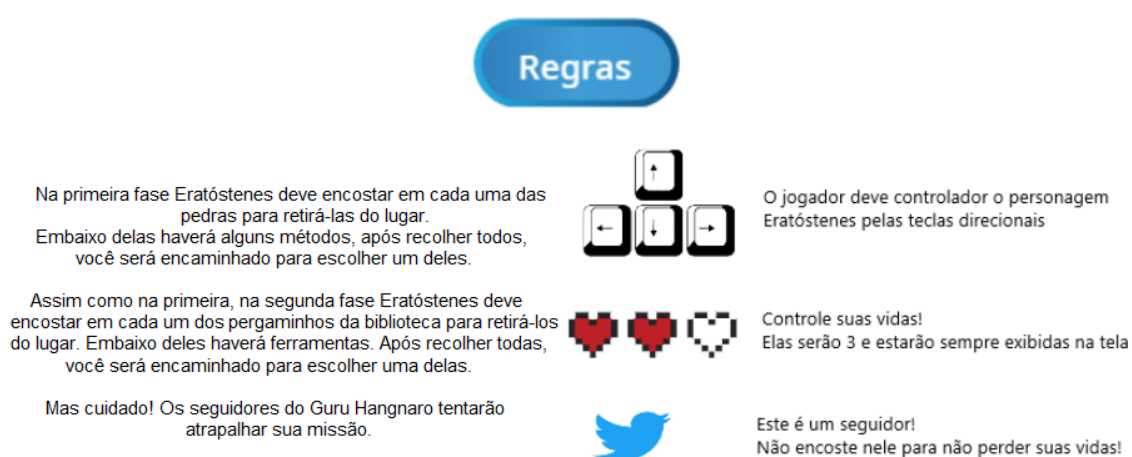 Regras
Na primeira fase Eratóstenes deve encostar em cada uma das
pedras para retirá-las do lugar.
Embaixo delas haverá alguns métodos, após recolher todos,
você será encaminhado para escolher um deles.
Assim como na primeira, na segunda fase Eratóstenes deve
encostar em cada um dos pergaminhos da biblioteca para retirá-los
do lugar. Embaixo deles haverá ferramentas. Após recolher todas,
você será encaminhado para escolher uma delas.
Mas cuidado! Os seguidores do Guru Hangnaro tentarão
atrapalhar sua missão.
O jogador deve controlador o personagem
Eratóstenes pelas teclas direcionais
Controle suas vidas!
Elas serão 3 e estarão sempre exibidas na tela
Este é um seguidor!
Não encoste nele para não perder suas vidas!